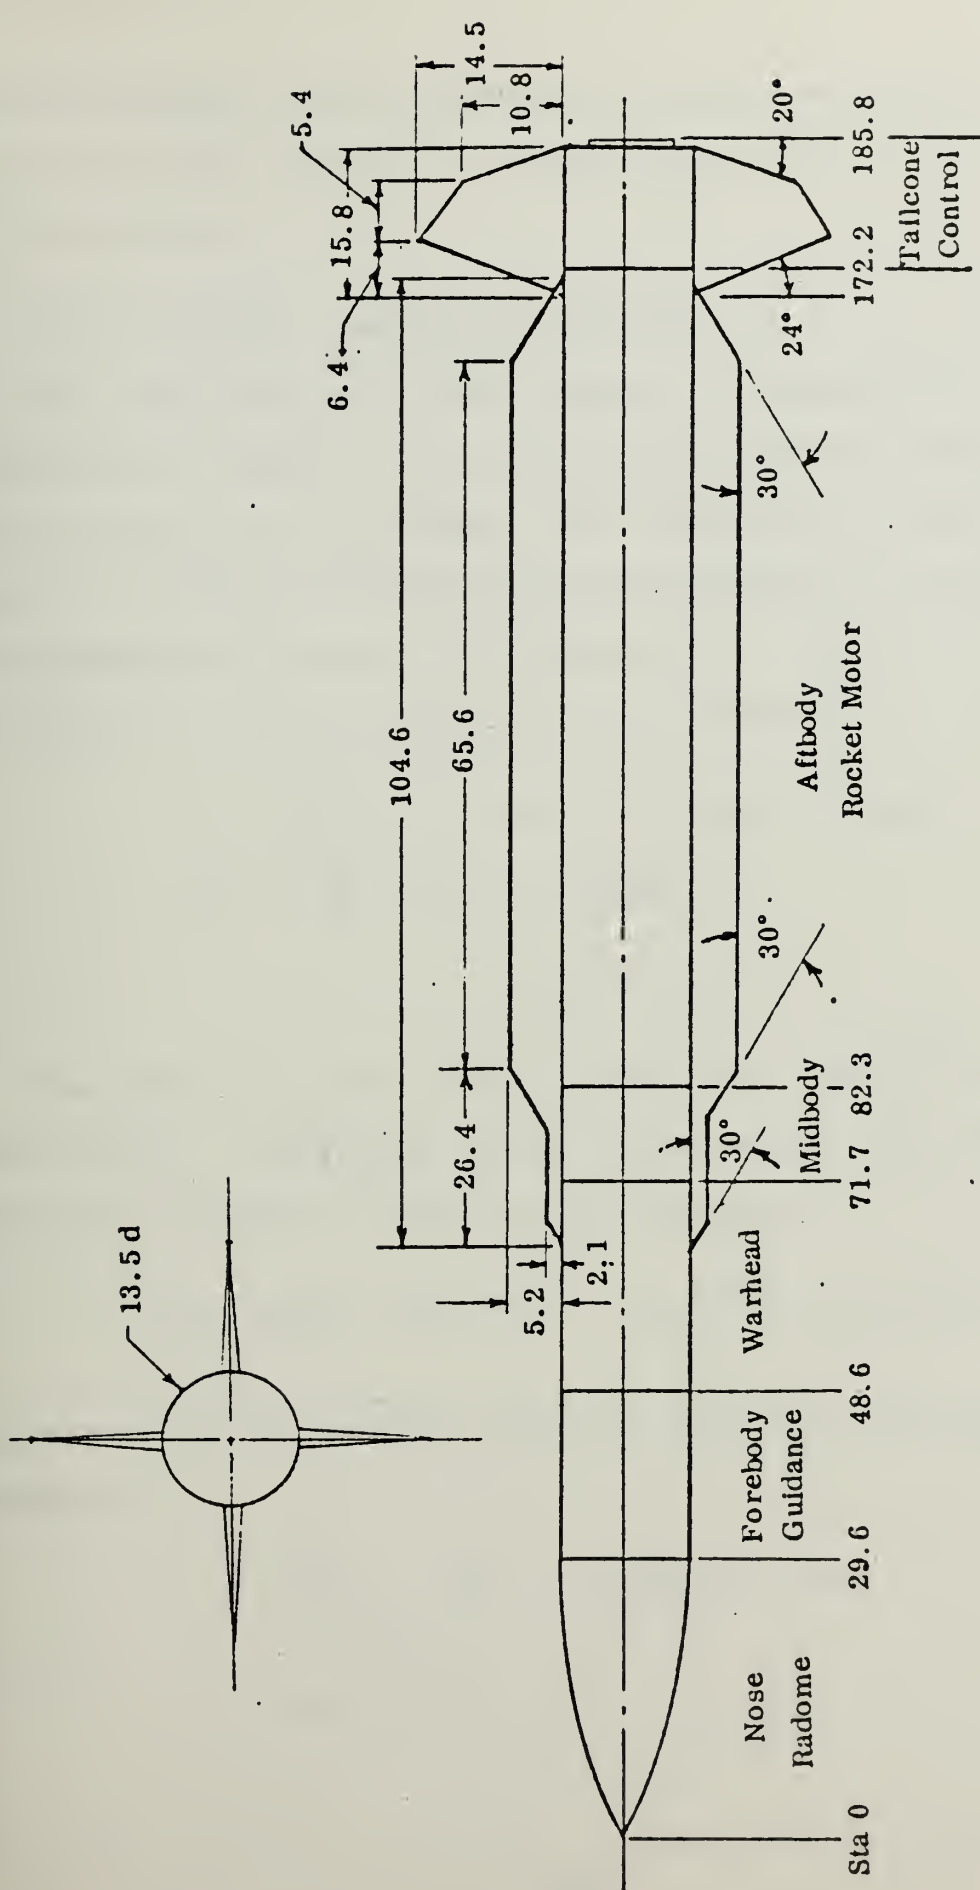 13.5 d
5.4
14.5
10.8
15.8
6.4
104.6
65.6
26.4
5.2
2.1
20°
24°
30°
30°
30°
Sta 0
29.6
48.6
71.7
82.3
172.2
185.8
Nose
Radome
Forebody
Guidance
Warhead
Midbody
Aftbody
Rocket Motor
Tailcone
Control